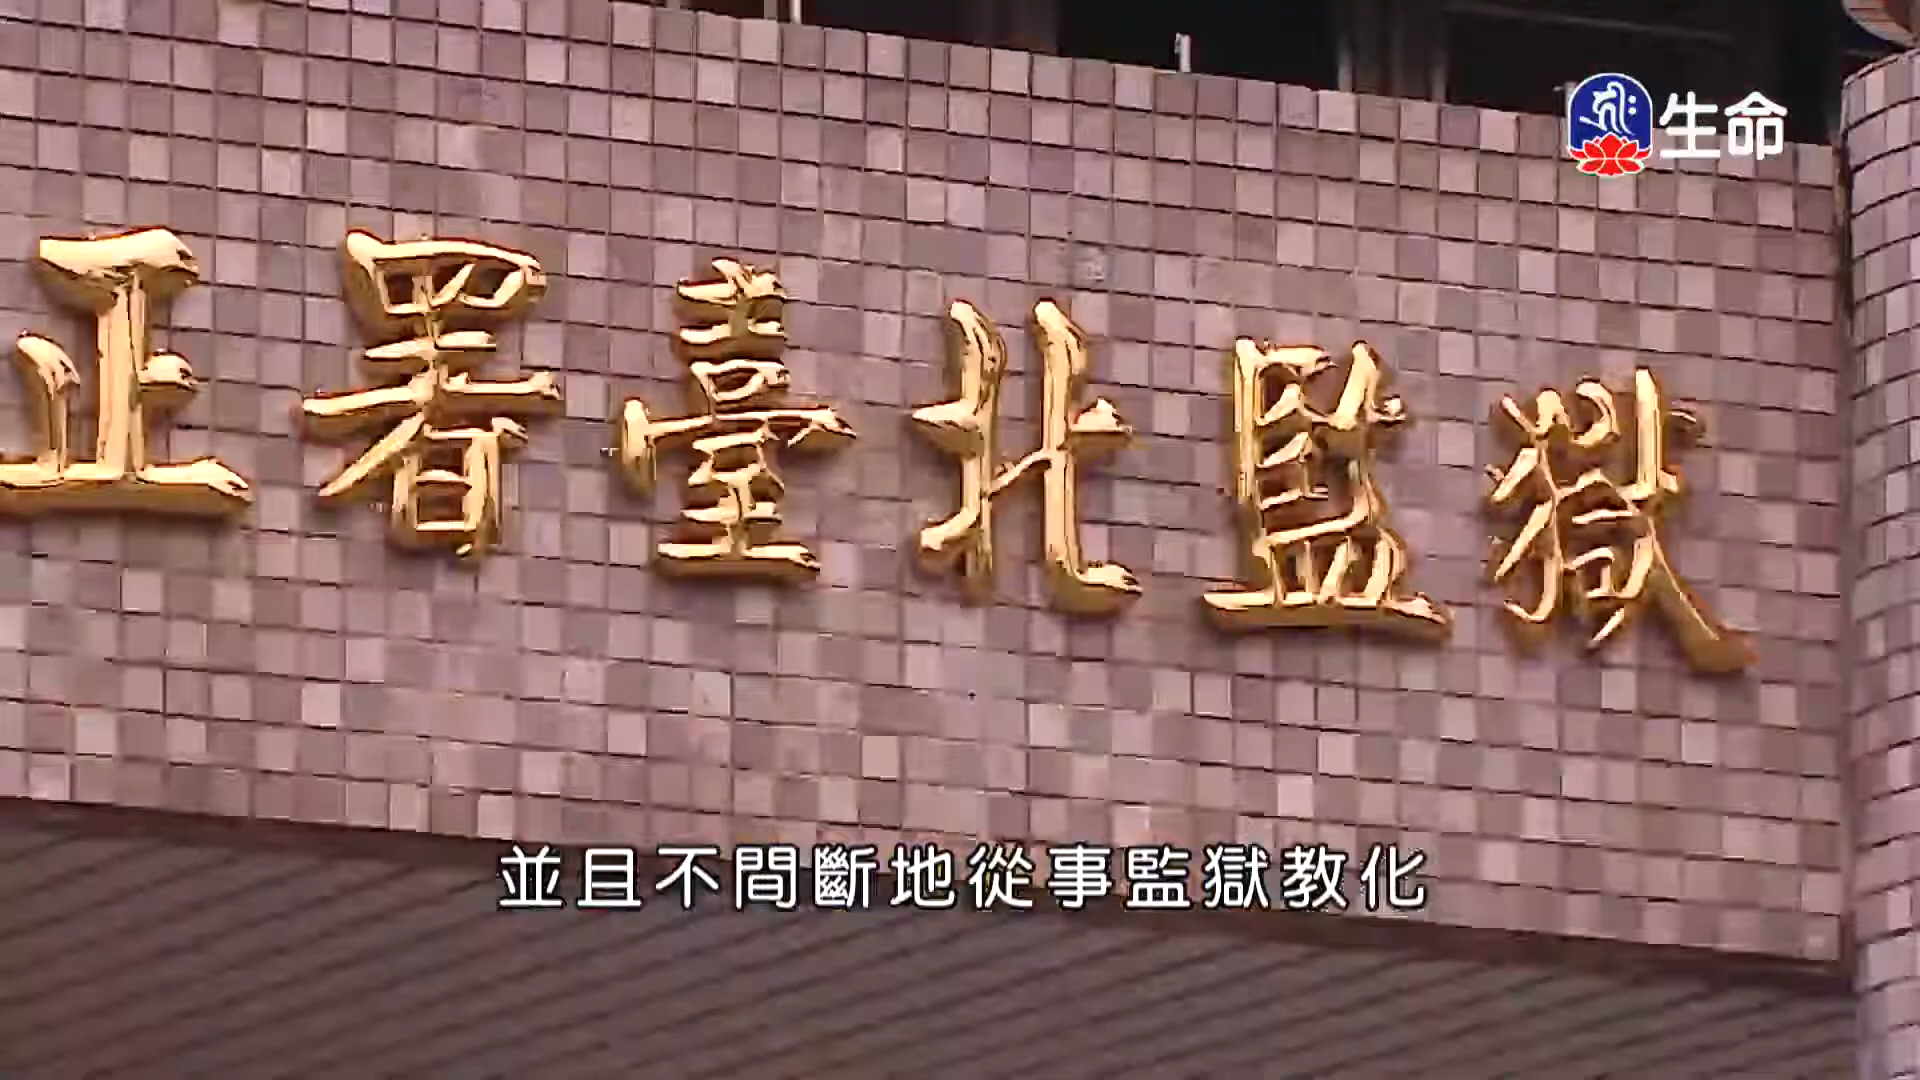 生命
正署臺北監獄
並且不間斷地從事監獄教化